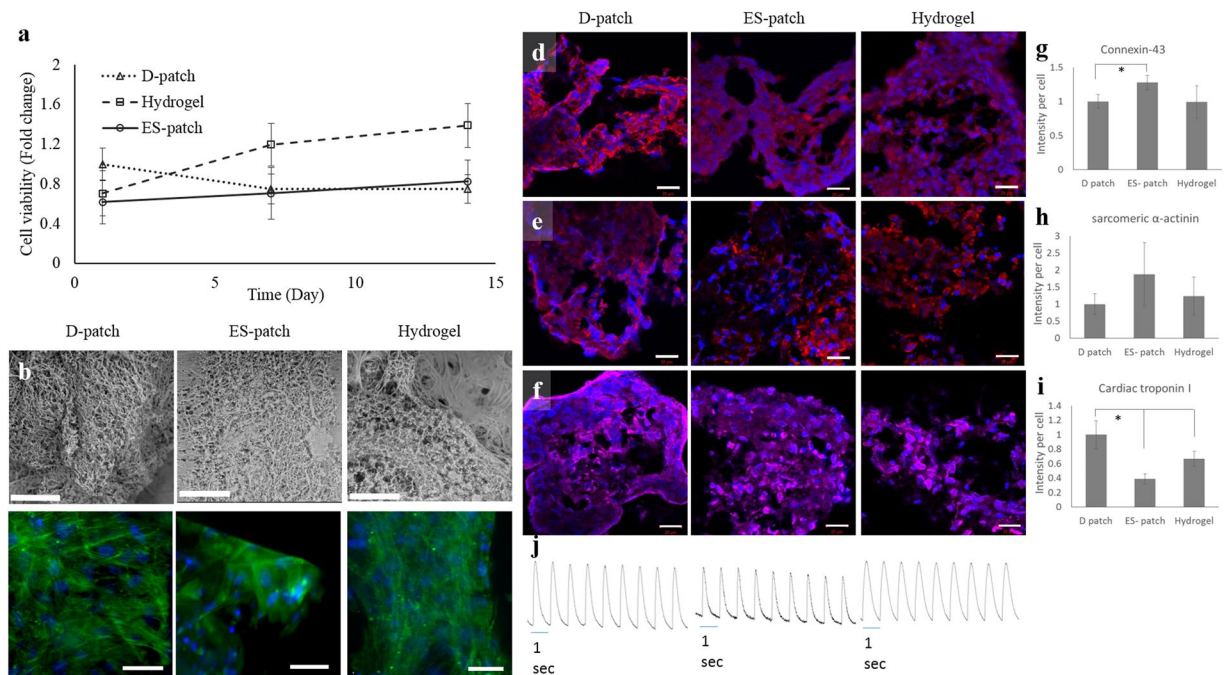 a
2
1.6
1.2
0.8
0.4
0
0
5
10
15
Cell viability (Fold change)
Time (Day)
D-patch
Hydrogel
ES-patch
D-patch
ES-patch
Hydrogel
b
D-patch
ES-patch
Hydrogel
d
e
f
g
Connexin-43
*
1.5
1
0.5
0
Intensity per cell
D patch
ES- patch
Hydrogel
h
sarcomeric α-actinin
3
2.5
2
1.5
1
0.5
0
Intensity per cell
D patch
ES- patch
Hydrogel
i
Cardiac troponin I
*
1.4
1.2
1
0.8
0.6
0.4
0.2
0
Intensity per cell
D patch
ES- patch
Hydrogel
j
1
sec
1
sec
1
sec